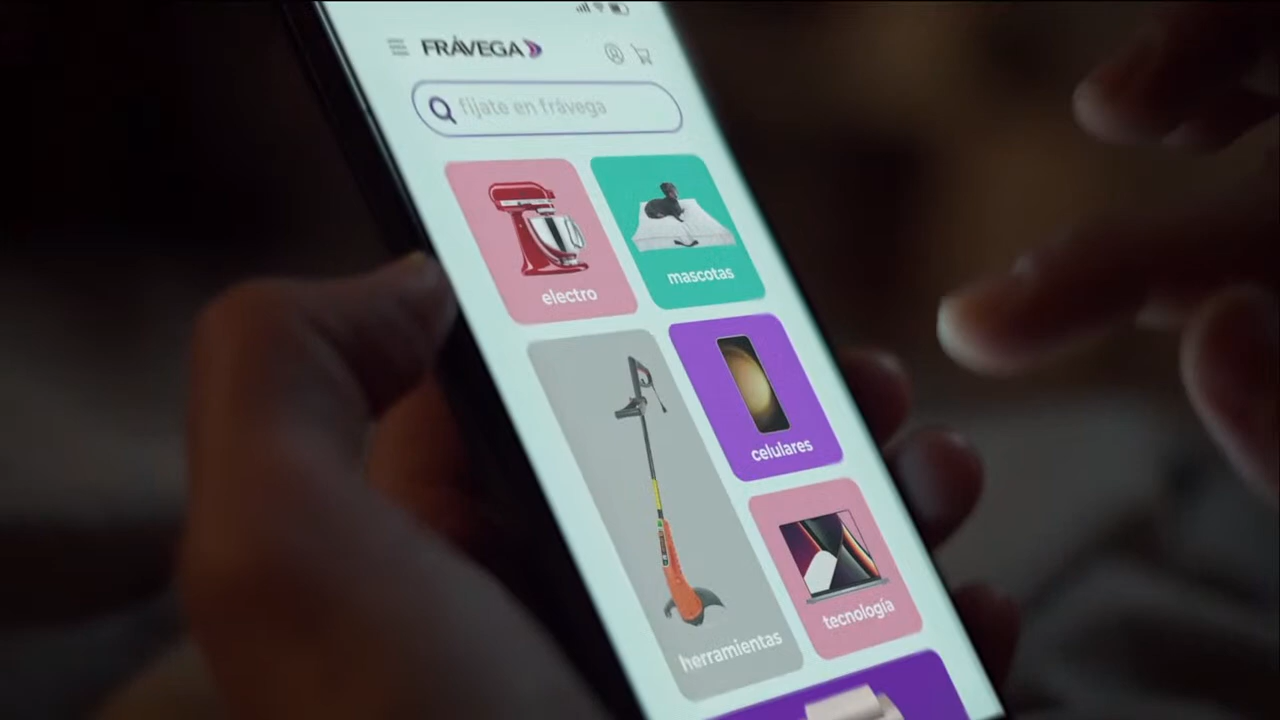 FRÁVEGA
fijate en frávega
electro
mascotas
celulares
herramientas
tecnología